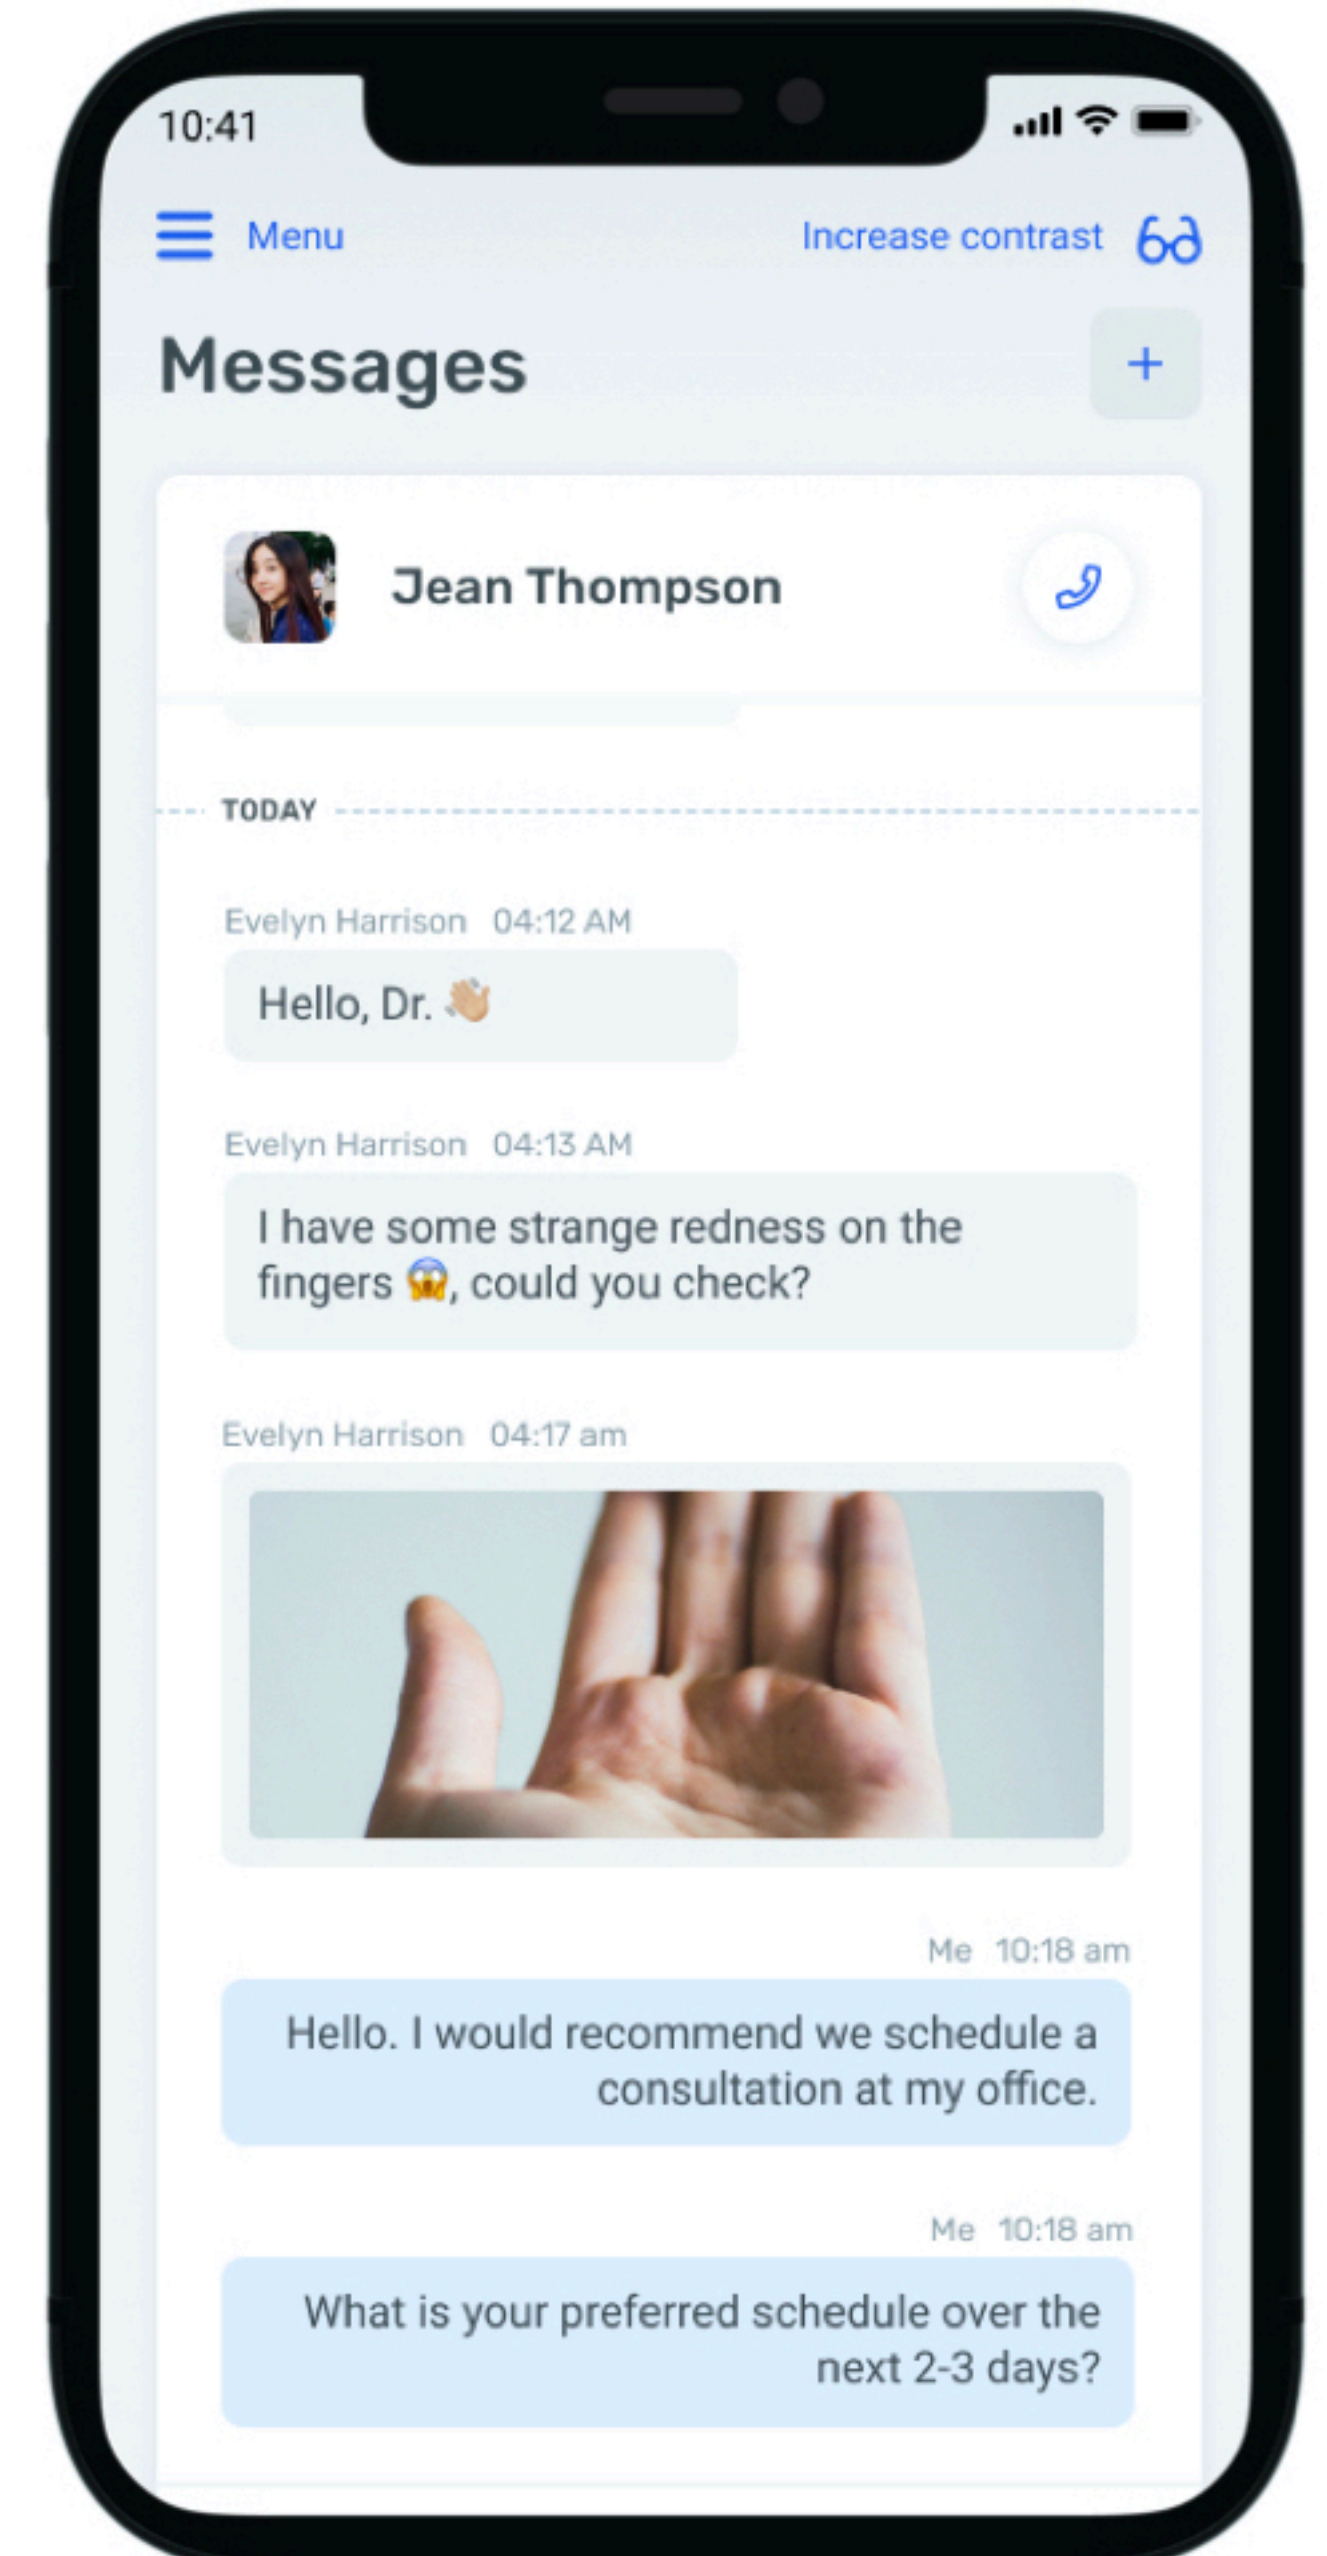 10:41
Menu Increase contrast
Messages
+
Jean Thompson
TODAY
Evelyn Harrison 04:12 AM
Hello, Dr. 👋🏼
Evelyn Harrison 04:13 AM
I have some strange redness on the
fingers 😱, could you check?
Evelyn Harrison 04:17 am
Me 10:18 am
Hello. I would recommend we schedule a
consultation at my office.
Me 10:18 am
What is your preferred schedule over the
next 2-3 days?